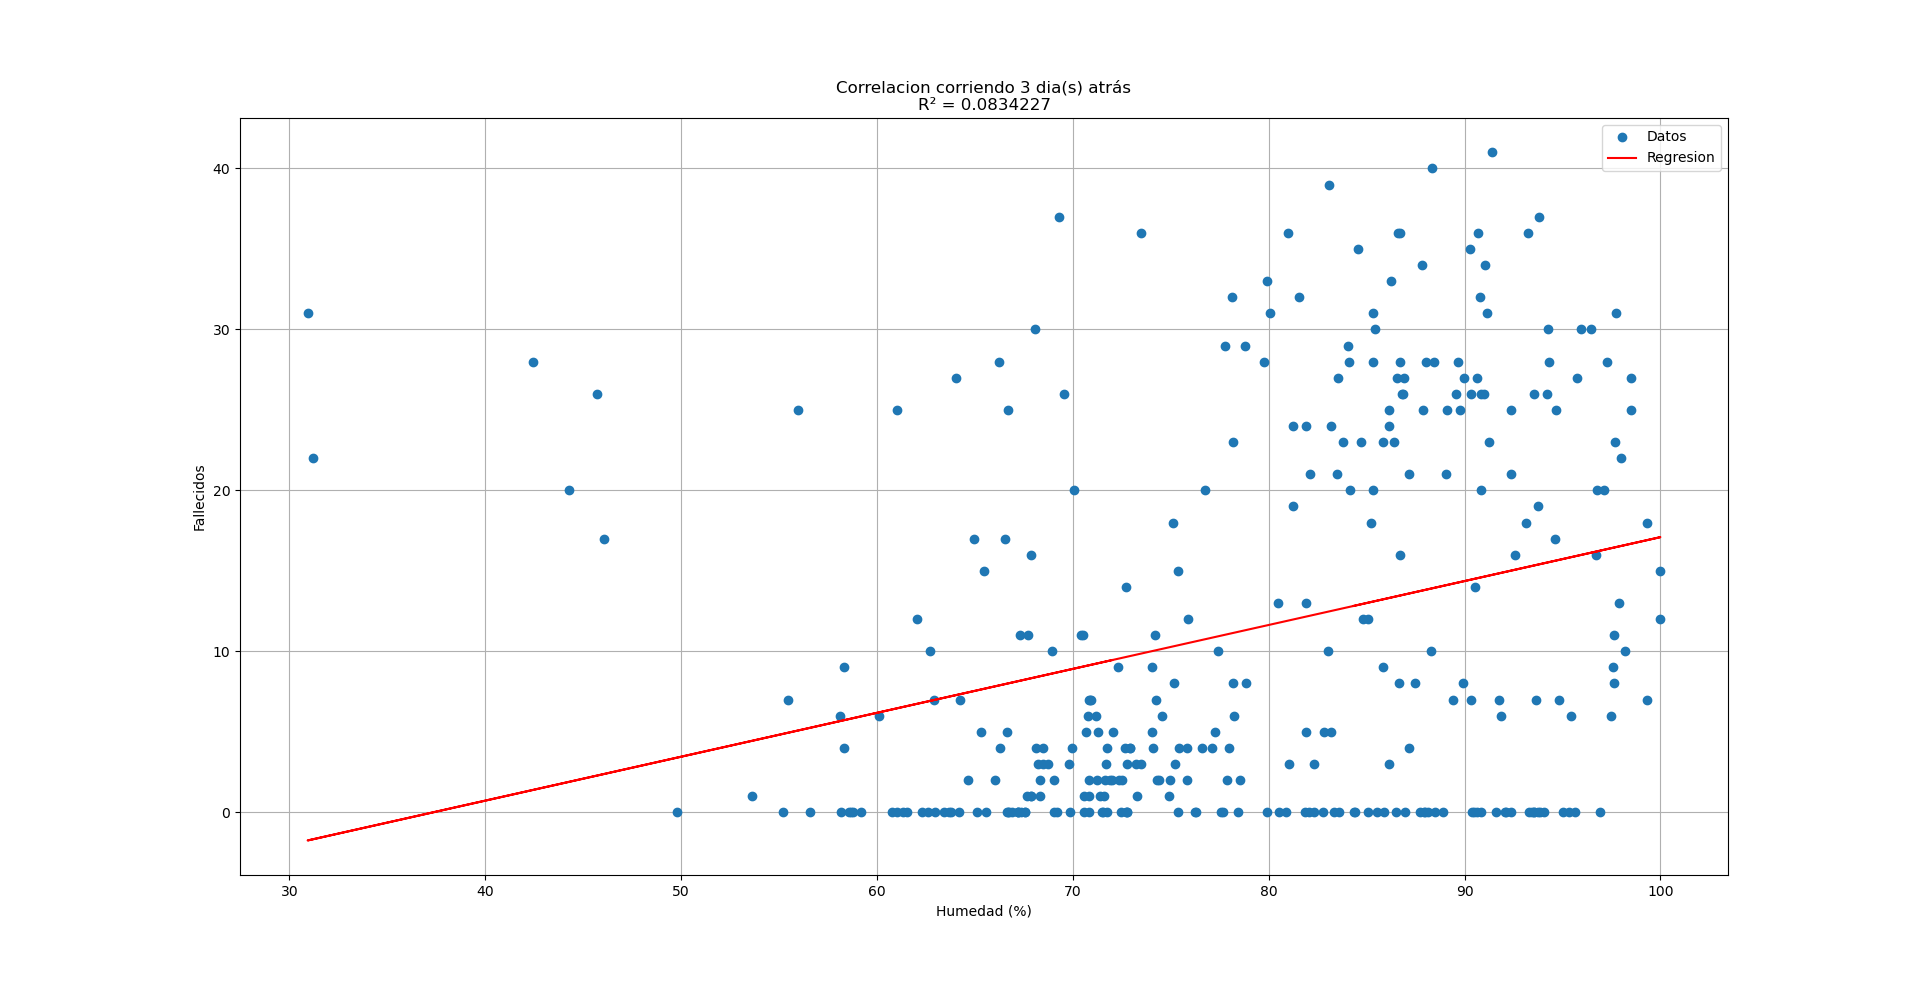 Correlacion corriendo 3 dia(s) atrás
R² = 0.0834227
Datos
Regresion
Fallecidos
40
30
20
10
0
30 40 50 60 70 80 90 100
Humedad (%)